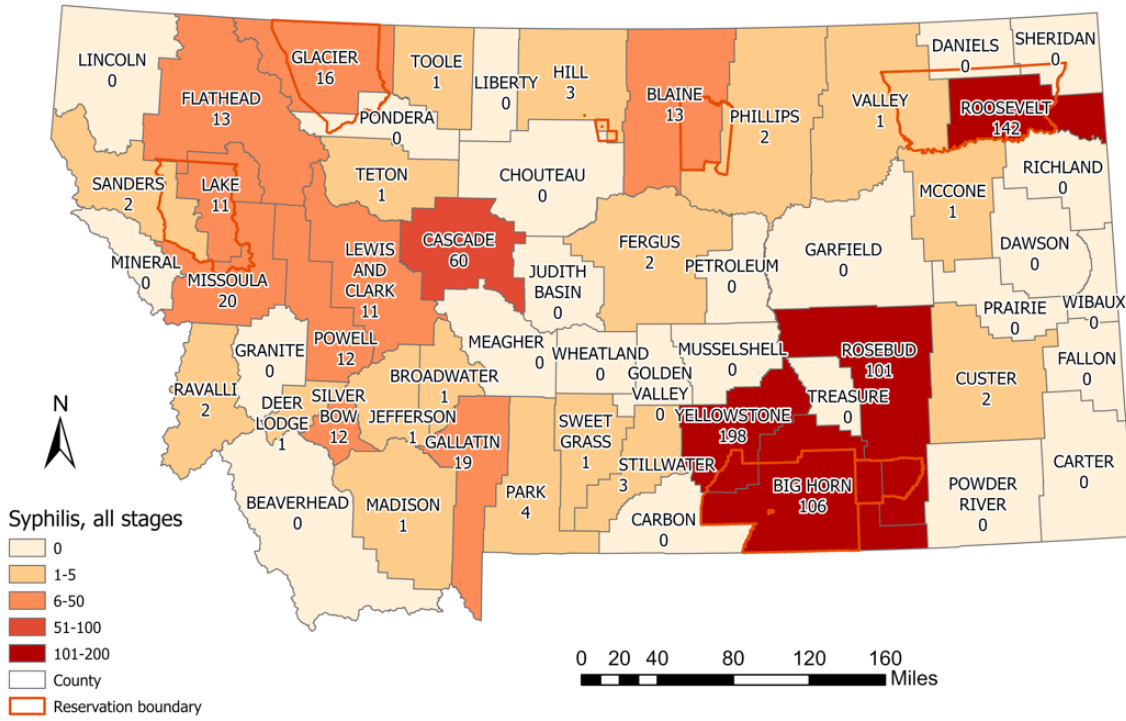 LINCOLN
0
FLATHEAD
13
GLACIER
16
TOOLE
1
LIBERTY
0
HILL
3
BLAINE
13
PHILLIPS
2
VALLEY
1
DANIELS
0
SHERIDAN
0
ROOSEVELT
142
PONDERA
0
SANDERS
2
LAKE
11
TETON
1
CHOUTEAU
0
RICHLAND
0
MCCONE
1
MINERAL
0
MISSOULA
20
LEWIS
AND
CLARK
11
CASCADE
60
JUDITH
BASIN
0
FERGUS
2
PETROLEUM
0
GARFIELD
0
DAWSON
0
PRAIRIE
0
WIBAUX
0
POWELL
12
GRANITE
0
MEAGHER
0
WHEATLAND
0
GOLDEN
VALLEY
0
MUSSELSHELL
0
ROSEBUD
101
TREASURE
0
CUSTER
2
FALLON
0
RAVALLI
2
DEER
LODGE
1
SILVER
BOW
12
BROADWATER
1
JEFFERSON
1
GALLATIN
19
SWEET
GRASS
1
YELLOWSTONE
198
STILLWATER
3
BIG HORN
106
POWDER
RIVER
0
CARTER
0
BEAVERHEAD
0
MADISON
1
PARK
4
CARBON
0
N
Syphilis, all stages
0
1-5
6-50
51-100
101-200
County
Reservation boundary
0 20 40 80 120 160
Miles